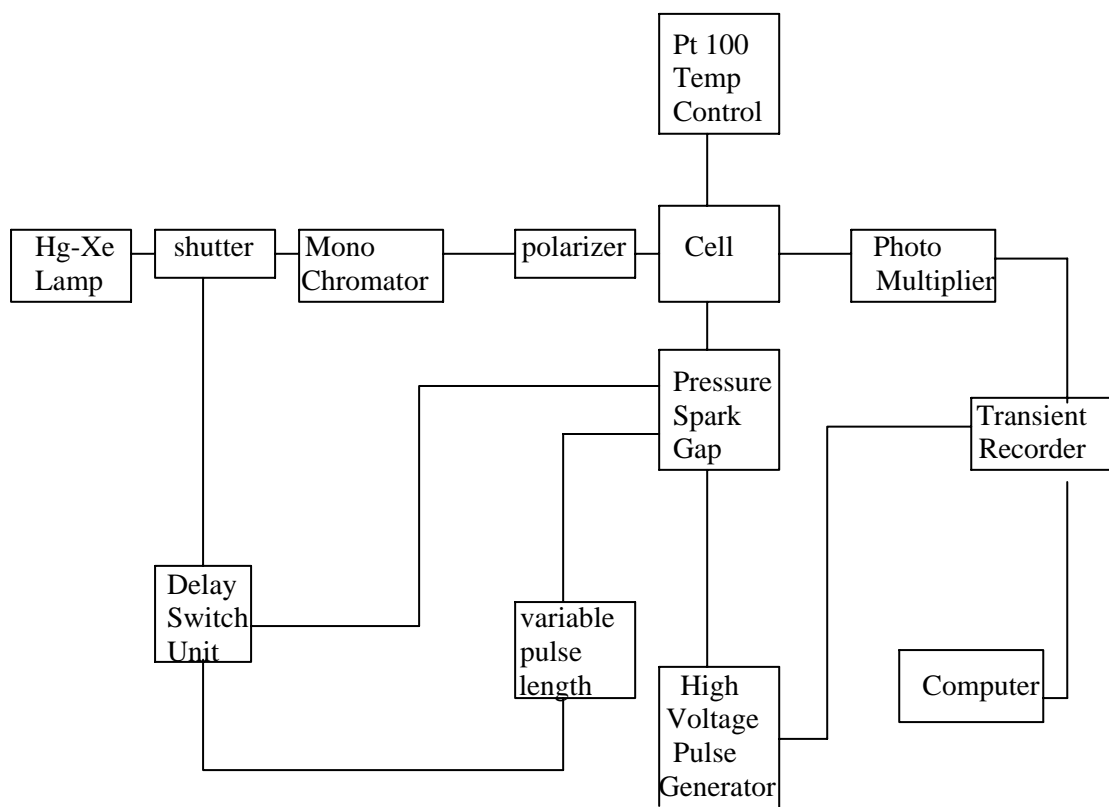 Pt 100
Temp
Control
Hg-Xe
Lamp
shutter
Mono
Chromator
polarizer
Cell
Photo
Multiplier
Pressure
Spark
Gap
Transient
Recorder
Delay
Switch
Unit
variable
pulse
length
High
Voltage
Pulse
Generator
Computer